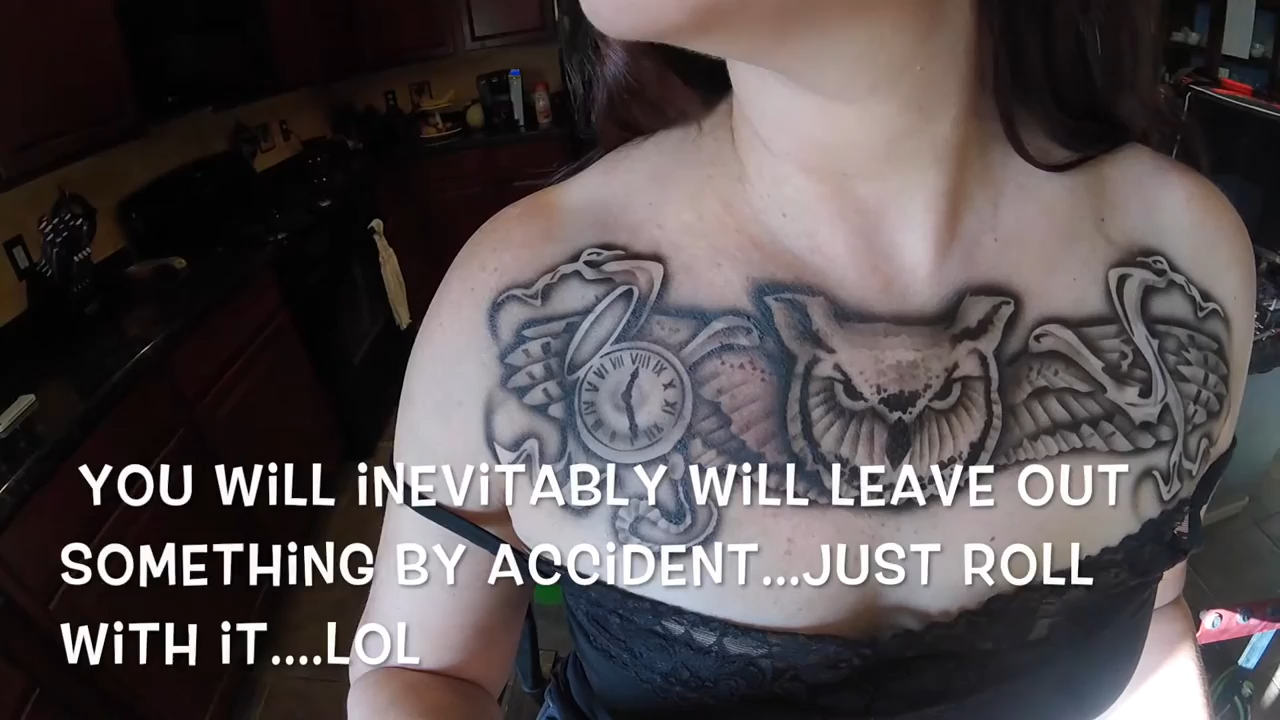 YOU WiLL iNEViTABLY WiLL LEAVE OUT
SOMETHiNG BY ACCiDENT...JUST ROLL
WiTH iT....LOL